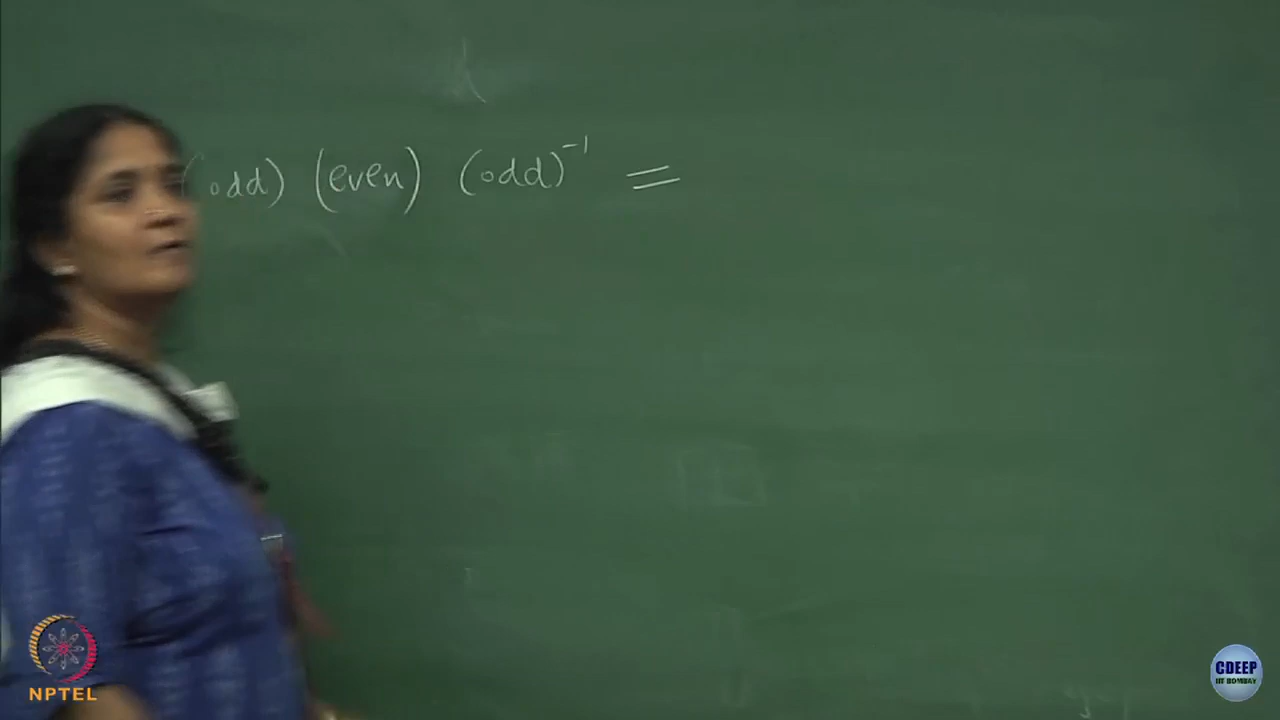 (odd) (even) (odd)⁻¹ =
NPTEL
CDEEP
IIT BOMBAY